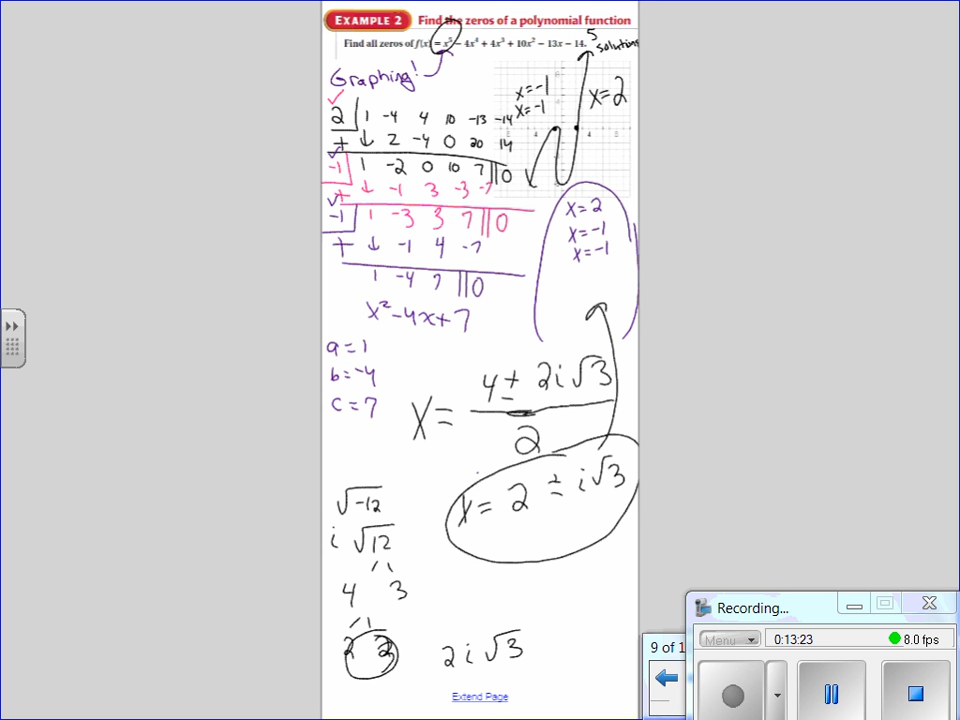 EXAMPLE 2 Find the zeros of a polynomial function
Find all zeros of f(x) = x⁵ − 4x⁴ + 4x³ + 10x² − 13x − 14.
5 solutions
Graphing!
x=-1
x=-1
x=2
2 | 1 -4 4 10 -13 -14
+ ↓ 2 -4 0 20 14
-1 | 1 -2 0 10 7 || 0
+ ↓ -1 3 -3 -7
-1 | 1 -3 3 7 || 0
+ ↓ -1 4 -7
1 -4 7 || 0
x=2
x=-1
x=-1
x²-4x+7
a=1
b=-4
c=7
x= 4± 2i√3
2
x= 2 ± i√3
√-12
i √12
4 3
2 2
2i√3
Extend Page
Recording...
Menu
0:13:23
8.0 fps
9 of 1